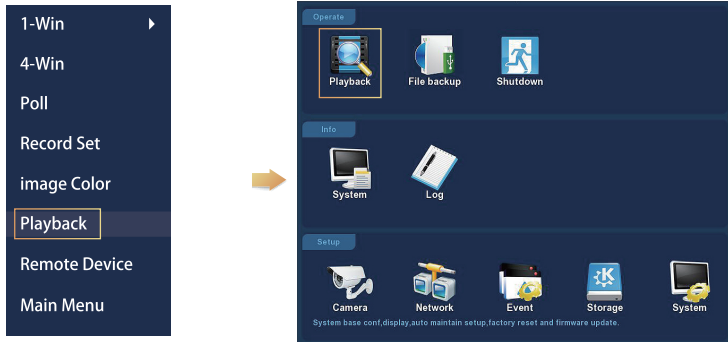 1-Win
4-Win
Poll
Record Set
image Color
Playback
Remote Device
Main Menu
Operate
Playback File backup Shutdown
Info
System Log
Setup
Camera Network Event Storage System
System base conf,display,auto maintain setup,factory reset and firmware update.